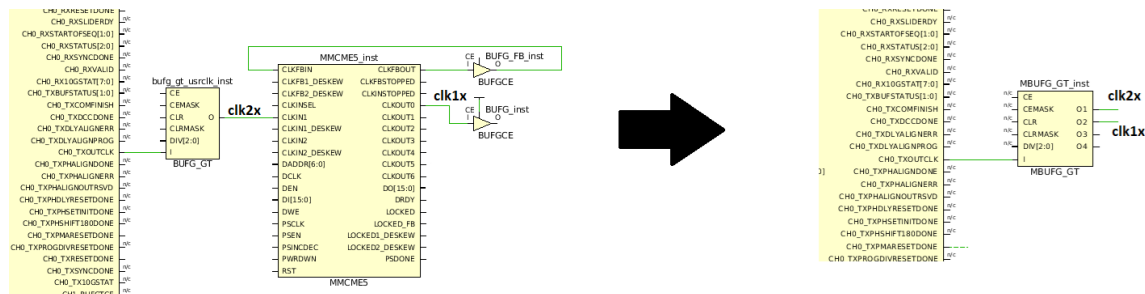 CH0_RXRESETDONE
n/c
CH0_RXSLIDERDY
n/c
CH0_RXSTARTOFSEQ[1:0]
n/c
CH0_RXSTATUS[2:0]
n/c
CH0_RXSYNCDONE
n/c
CH0_RXVALID
n/c
CH0_RX10GSTAT[7:0]
n/c
CH0_TXBUFSTATUS[1:0]
n/c
CH0_TXCOMFINISH
n/c
CH0_TXDCCDONE
n/c
CH0_TXDLYALIGNERR
n/c
CH0_TXDLYALIGNPROG
n/c
CH0_TXOUTCLK
CH0_TXPHALIGNDONE
n/c
CH0_TXPHALIGNERR
n/c
CH0_TXPHALIGNOUTRSVD
n/c
CH0_TXPHDLYRESETDONE
n/c
CH0_TXPHSETINITDONE
n/c
CH0_TXPHSHIFT180DONE
n/c
CH0_TXPMARESETDONE
n/c
CH0_TXPROGDIVRESETDONE
n/c
CH0_TXRESETDONE
n/c
CH0_TXSYNCDONE
n/c
CH0_TX10GSTAT
n/c
CH1_BUFGTCE
n/c
bufg_gt_usrclk_inst
CE
CEMASK
CLR
O
CLRMASK
DIV[2:0]
I
BUFG_GT
clk2x
MMCME5_inst
CLKFBIN
CLKFB1_DESKEW
CLKFB2_DESKEW
CLKINSEL
CLKIN1
CLKIN1_DESKEW
CLKIN2
CLKIN2_DESKEW
DADDR[6:0]
DCLK
DEN
DI[15:0]
DWE
PSCLK
PSEN
PSINCDEC
PWRDWN
RST
CLKFBOUT
CLKFBSTOPPED
CLKINSTOPPED
CLKOUT0
CLKOUT1
CLKOUT2
CLKOUT3
CLKOUT4
CLKOUT5
CLKOUT6
DO[15:0]
DRDY
LOCKED
LOCKED_FB
LOCKED1_DESKEW
LOCKED2_DESKEW
PSDONE
MMCME5
BUFG_FB_inst
CE
I
O
BUFGCE
clk1x
BUFG_inst
CE
I
O
BUFGCE
CH0_RXRESETDONE
n/c
CH0_RXSLIDERDY
n/c
CH0_RXSTARTOFSEQ[1:0]
n/c
CH0_RXSTATUS[2:0]
n/c
CH0_RXSYNCDONE
n/c
CH0_RXVALID
n/c
CH0_RX10GSTAT[7:0]
n/c
CH0_TXBUFSTATUS[1:0]
n/c
CH0_TXCOMFINISH
n/c
CH0_TXDCCDONE
n/c
CH0_TXDLYALIGNERR
n/c
CH0_TXDLYALIGNPROG
n/c
CH0_TXOUTCLK
CH0_TXPHALIGNDONE
n/c
CH0_TXPHALIGNERR
n/c
CH0_TXPHALIGNOUTRSVD
n/c
CH0_TXPHDLYRESETDONE
n/c
CH0_TXPHSETINITDONE
n/c
CH0_TXPHSHIFT180DONE
n/c
CH0_TXPMARESETDONE
n/c
CH0_TXPROGDIVRESETDONE
0]
MBUFG_GT_inst
n/c
CE
n/c
CEMASK
n/c
CLR
n/c
CLRMASK
n/c
DIV[2:0]
I
O1
O2
O3
n/c
O4
n/c
MBUFG_GT
clk2x
clk1x